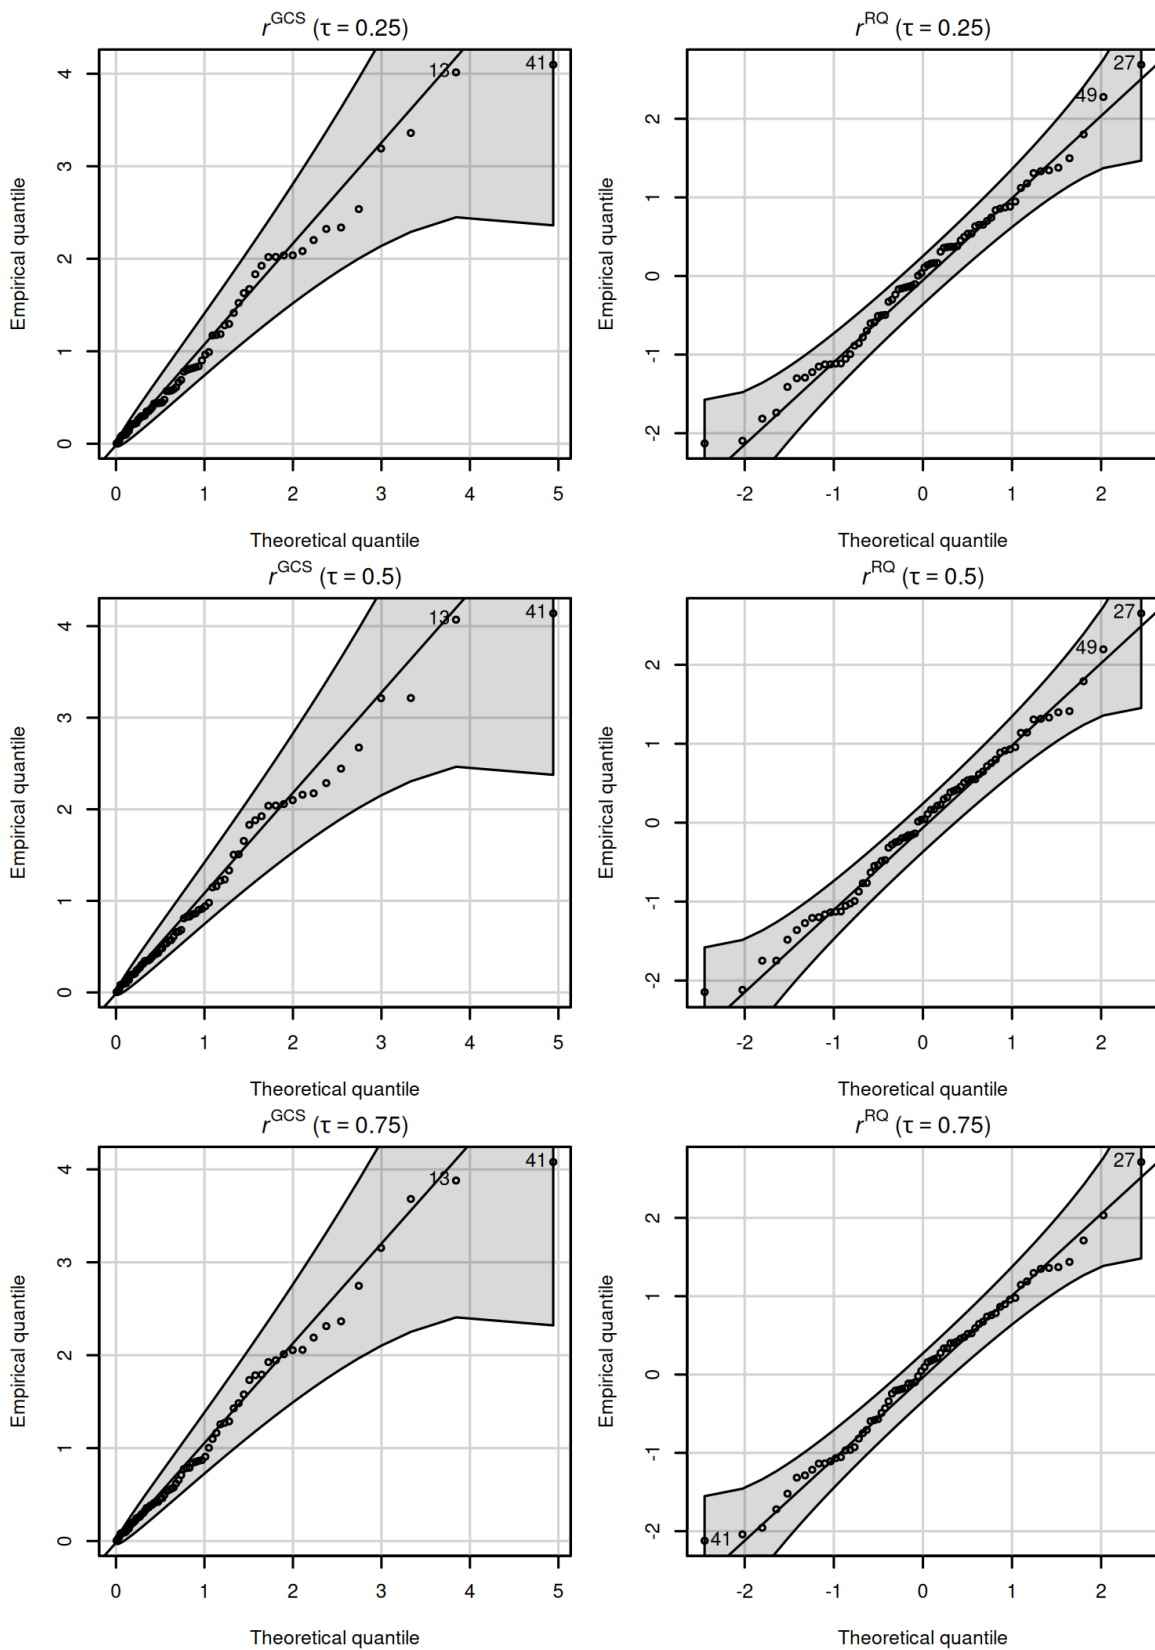 r^GCS (τ = 0.25)
Empirical quantile
4
3
2
1
0
13
41
0 1 2 3 4 5
Theoretical quantile
r^RQ (τ = 0.25)
Empirical quantile
2
1
0
-1
-2
27
49
-2 -1 0 1 2
Theoretical quantile
r^GCS (τ = 0.5)
Empirical quantile
4
3
2
1
0
13
41
0 1 2 3 4 5
Theoretical quantile
r^RQ (τ = 0.5)
Empirical quantile
2
1
0
-1
-2
27
49
-2 -1 0 1 2
Theoretical quantile
r^GCS (τ = 0.75)
Empirical quantile
4
3
2
1
0
13
41
0 1 2 3 4 5
Theoretical quantile
r^RQ (τ = 0.75)
Empirical quantile
2
1
0
-1
-2
27
41
-2 -1 0 1 2
Theoretical quantile